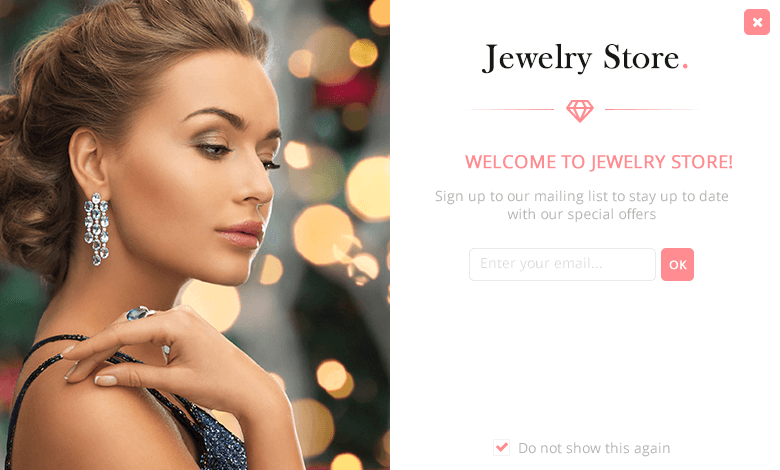 Jewelry Store.
WELCOME TO JEWELRY STORE!
Sign up to our mailing list to stay up to date
with our special offers
Enter your email...
OK
Do not show this again